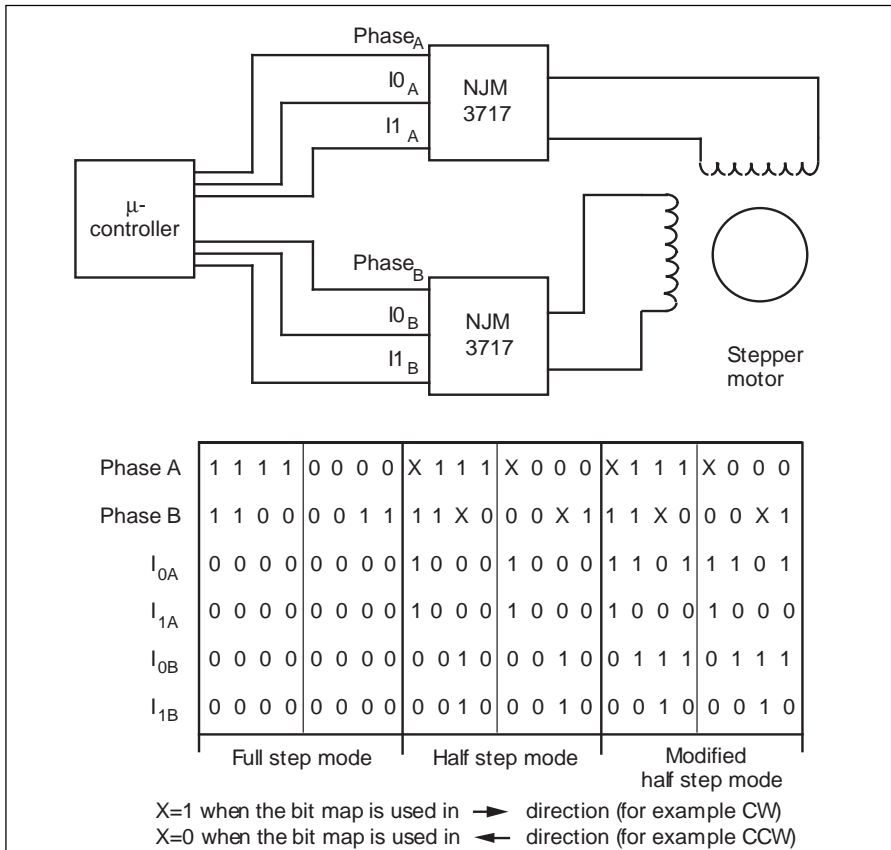 Phase A
I0 A
I1 A
NJM
3717
μ-
controller
Phase B
I0 B
I1 B
NJM
3717
Stepper
motor
Phase A 1 1 1 1 0 0 0 0 X 1 1 1 X 0 0 0 X 1 1 1 X 0 0 0
Phase B 1 1 0 0 0 0 1 1 1 1 X 0 0 0 X 1 1 1 X 0 0 0 X 1
I0A 0 0 0 0 0 0 0 0 1 0 0 0 1 0 0 0 1 1 0 1 1 1 0 1
I1A 0 0 0 0 0 0 0 0 1 0 0 0 1 0 0 0 1 0 0 0 1 0 0 0
I0B 0 0 0 0 0 0 0 0 0 0 1 0 0 0 1 0 0 1 1 1 0 1 1 1
I1B 0 0 0 0 0 0 0 0 0 0 1 0 0 0 1 0 0 0 1 0 0 0 1 0
Full step mode Half step mode Modified
half step mode
X=1 when the bit map is used in → direction (for example CW)
X=0 when the bit map is used in ← direction (for example CCW)